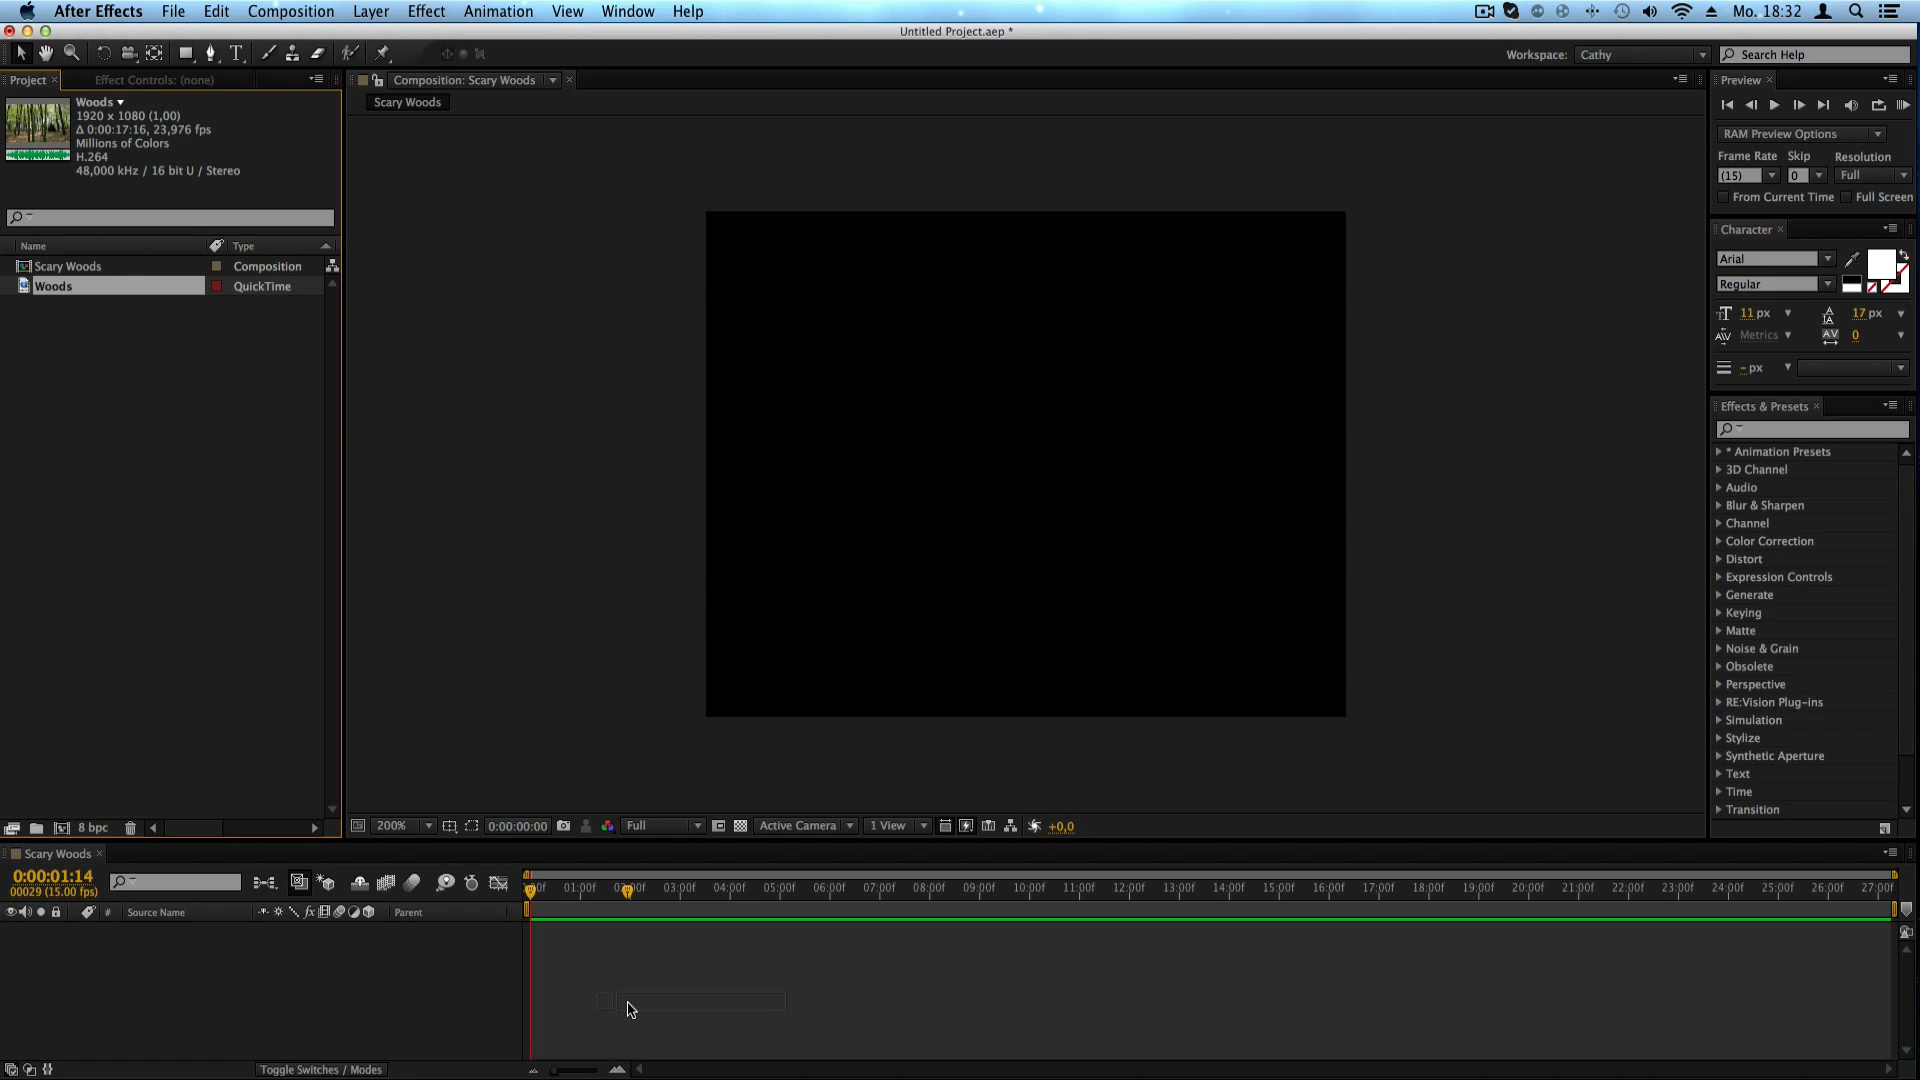 After Effects File Edit Composition Layer Effect Animation View Window Help Mo. 18:32
Untitled Project.aep *
Workspace: Cathy Search Help
Project Effect Controls: (none) Composition: Scary Woods Preview
Scary Woods
Woods
1920 x 1080 (1,00)
Δ 0:00:17:16, 23,976 fps
Millions of Colors
H.264
48,000 kHz / 16 bit U / Stereo
Name Type
Scary Woods Composition
Woods QuickTime
8 bpc
RAM Preview Options
Frame Rate Skip Resolution
(15) 0 Full
From Current Time Full Screen
Character
Arial
Regular
11 px 17 px
Metrics 0
- px
Effects & Presets
* Animation Presets
3D Channel
Audio
Blur & Sharpen
Channel
Color Correction
Distort
Expression Controls
Generate
Keying
Matte
Noise & Grain
Obsolete
Perspective
RE:Vision Plug-ins
Simulation
Stylize
Synthetic Aperture
Text
Time
Transition
200% 0:00:00:00 Full Active Camera 1 View +0,0
Scary Woods
0:00:01:14
00029 (15.00 fps)
01:00f 02:00f 03:00f 04:00f 05:00f 06:00f 07:00f 08:00f 09:00f 10:00f 11:00f 12:00f 13:00f 14:00f 15:00f 16:00f 17:00f 18:00f 19:00f 20:00f 21:00f 22:00f 23:00f 24:00f 25:00f 26:00f 27:00f
# Source Name fx Parent
Toggle Switches / Modes